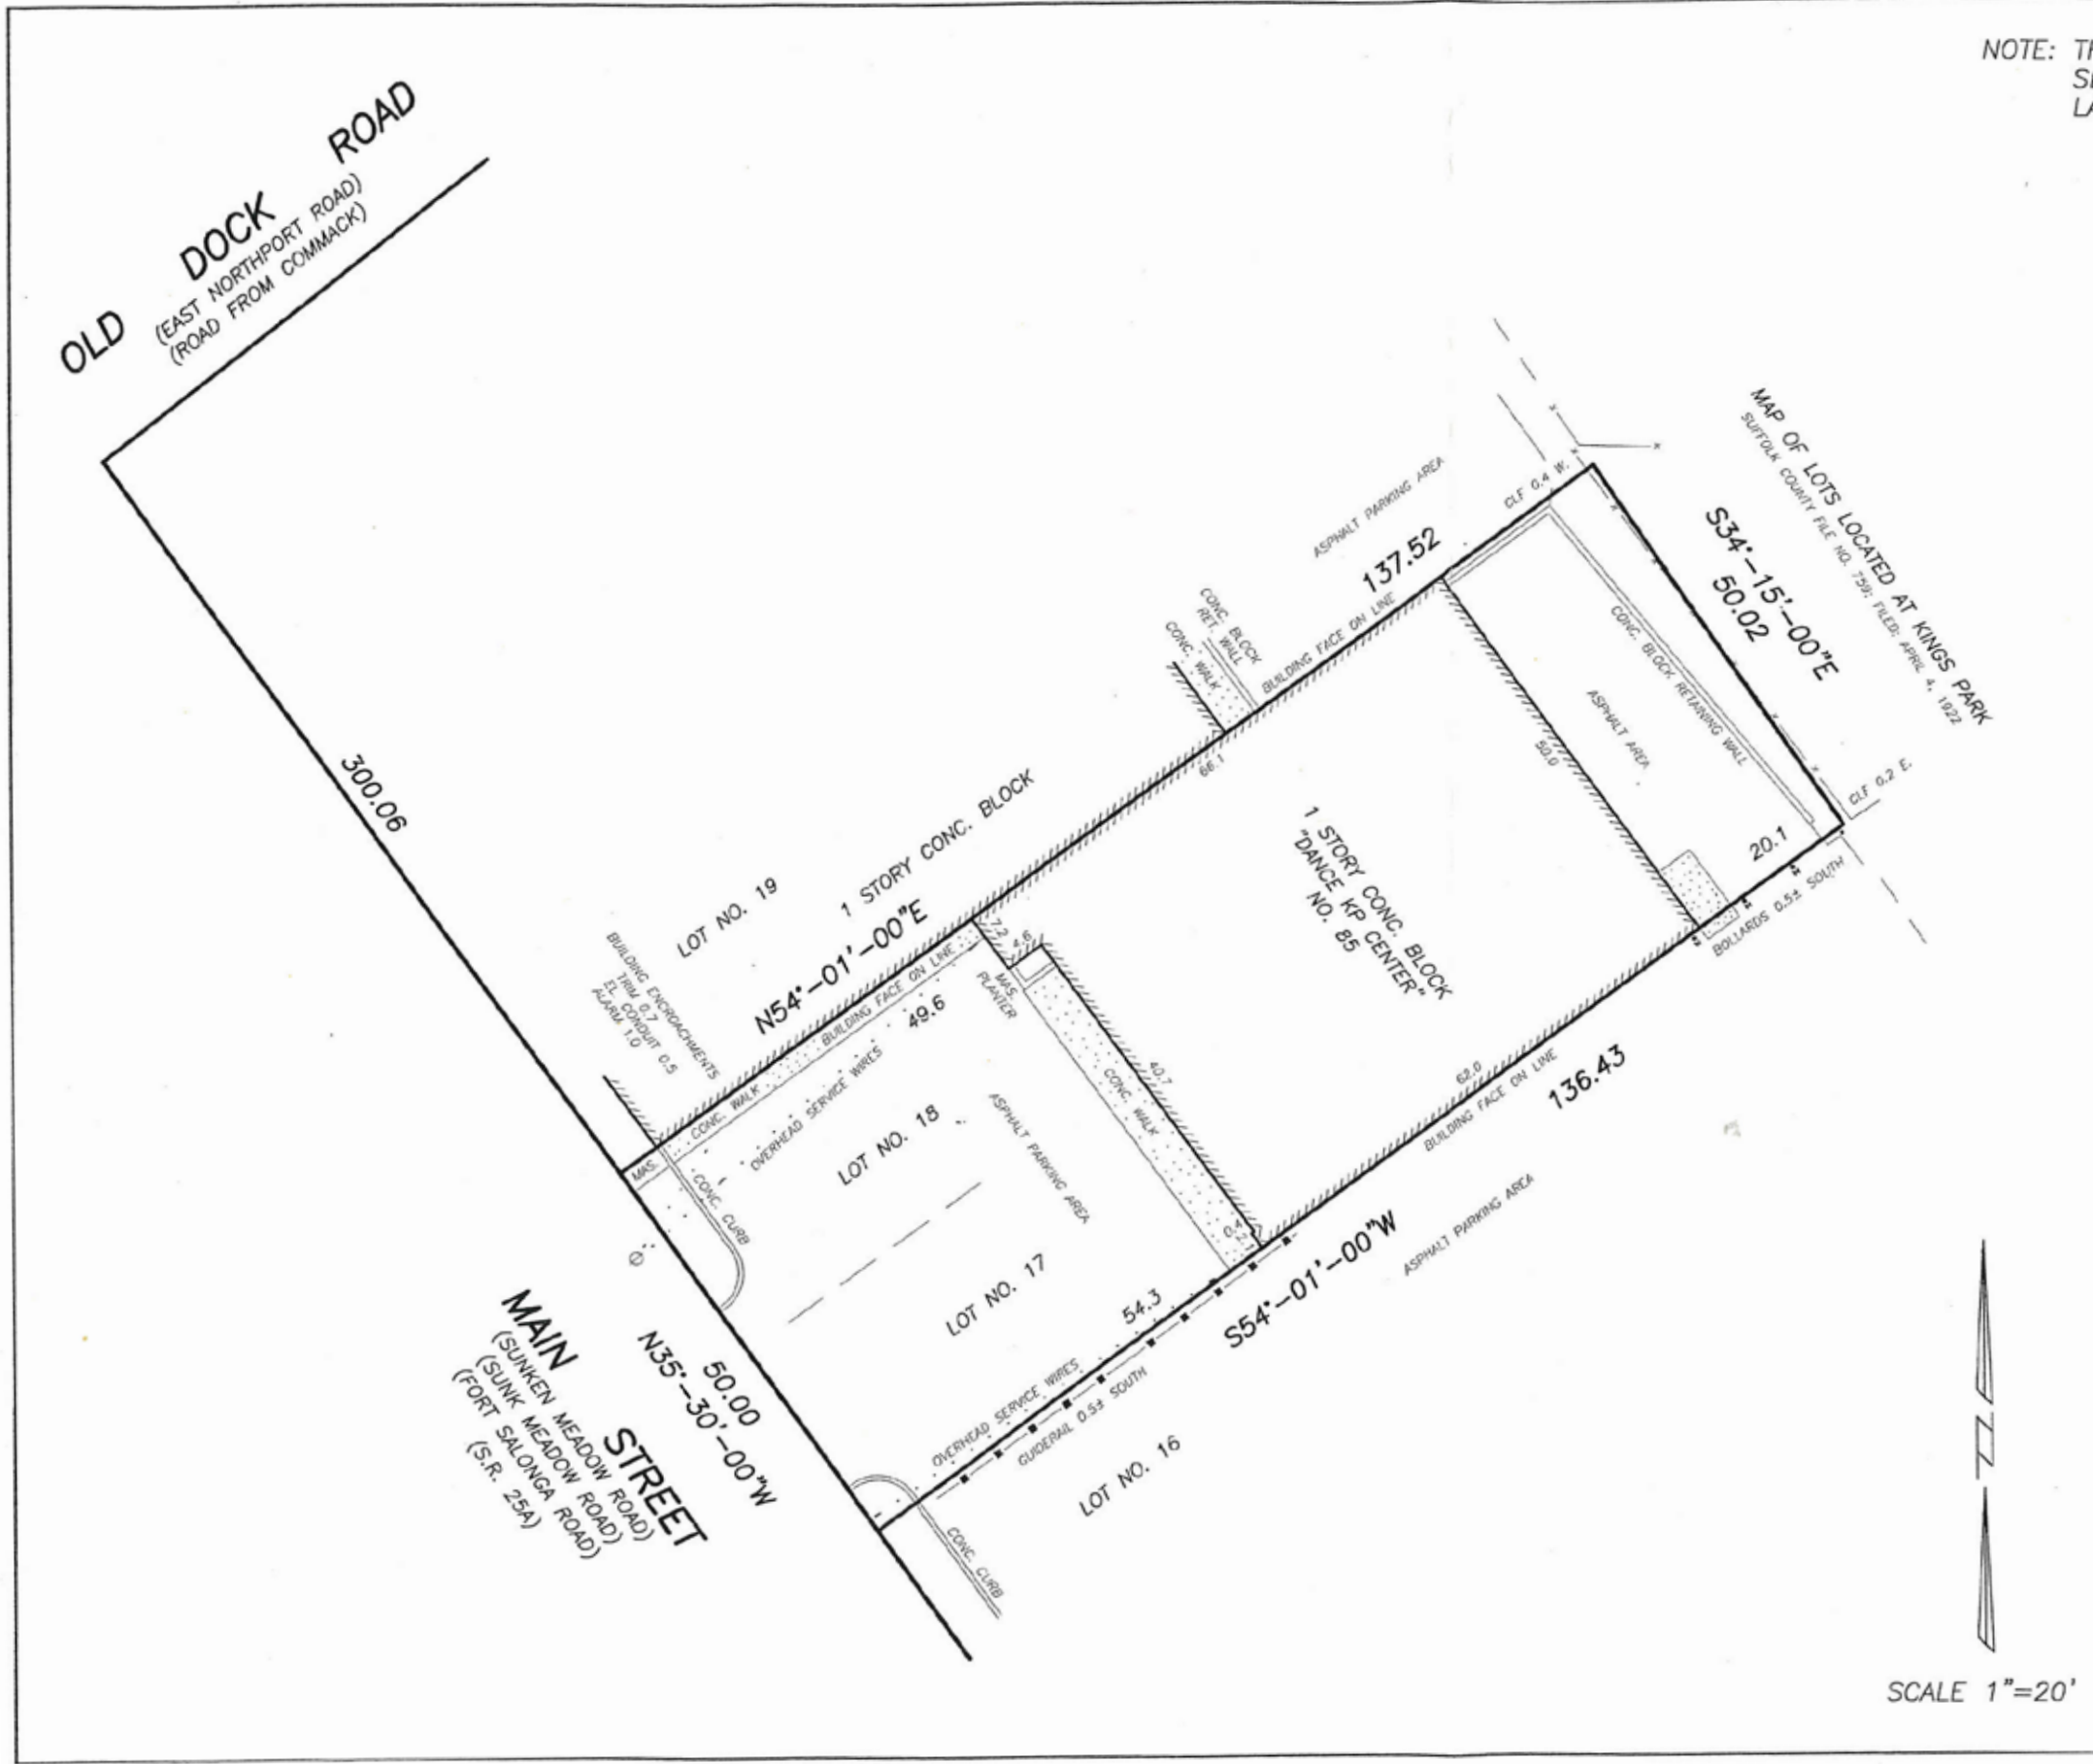 NOTE:
OLD DOCK ROAD
(EAST NORTHPORT ROAD)
(ROAD FROM COMMACK)
300.06
MAP OF LOTS LOCATED AT KINGS PARK
SUFFOLK COUNTY FILE NO. 759; FILED: APRIL 4, 1922
S34°-15'-00"E
50.02
CLF 0.4 W.
ASPHALT PARKING AREA
137.52
CONC. BLOCK
RET. WALL
CONC. WALK
BUILDING FACE ON LINE
66.1
CONC. BLOCK RETAINING WALL
ASPHALT AREA
50.0
CLF 0.2 E.
20.1
BOLLARDS 0.5± SOUTH
1 STORY CONC. BLOCK
LOT NO. 19
N54°-01'-00"E
1 STORY CONC. BLOCK
"DANCE KP CENTER"
NO. 85
BUILDING ENCROACHMENTS
TRIM 0.7
EL. CONDUIT 0.5
ALARM 1.0
BUILDING FACE ON LINE
CONC. WALK
MAS.
7.2
4.6
MAS.
PLANTER
49.6
OVERHEAD SERVICE WIRES
LOT NO. 18
ASPHALT PARKING AREA
CONC. WALK
40.7
62.0
BUILDING FACE ON LINE
136.43
CONC. CURB
LOT NO. 17
0.4
54.3
S54°-01'-00"W
ASPHALT PARKING AREA
OVERHEAD SERVICE WIRES
GUIDERAIL 0.5± SOUTH
LOT NO. 16
MAIN STREET
(SUNKEN MEADOW ROAD)
(SUNK MEADOW ROAD)
(FORT SALONGA ROAD)
(S.R. 25A)
50.00
N35°-30'-00"W
CONC. CURB
N
SCALE 1"=20'